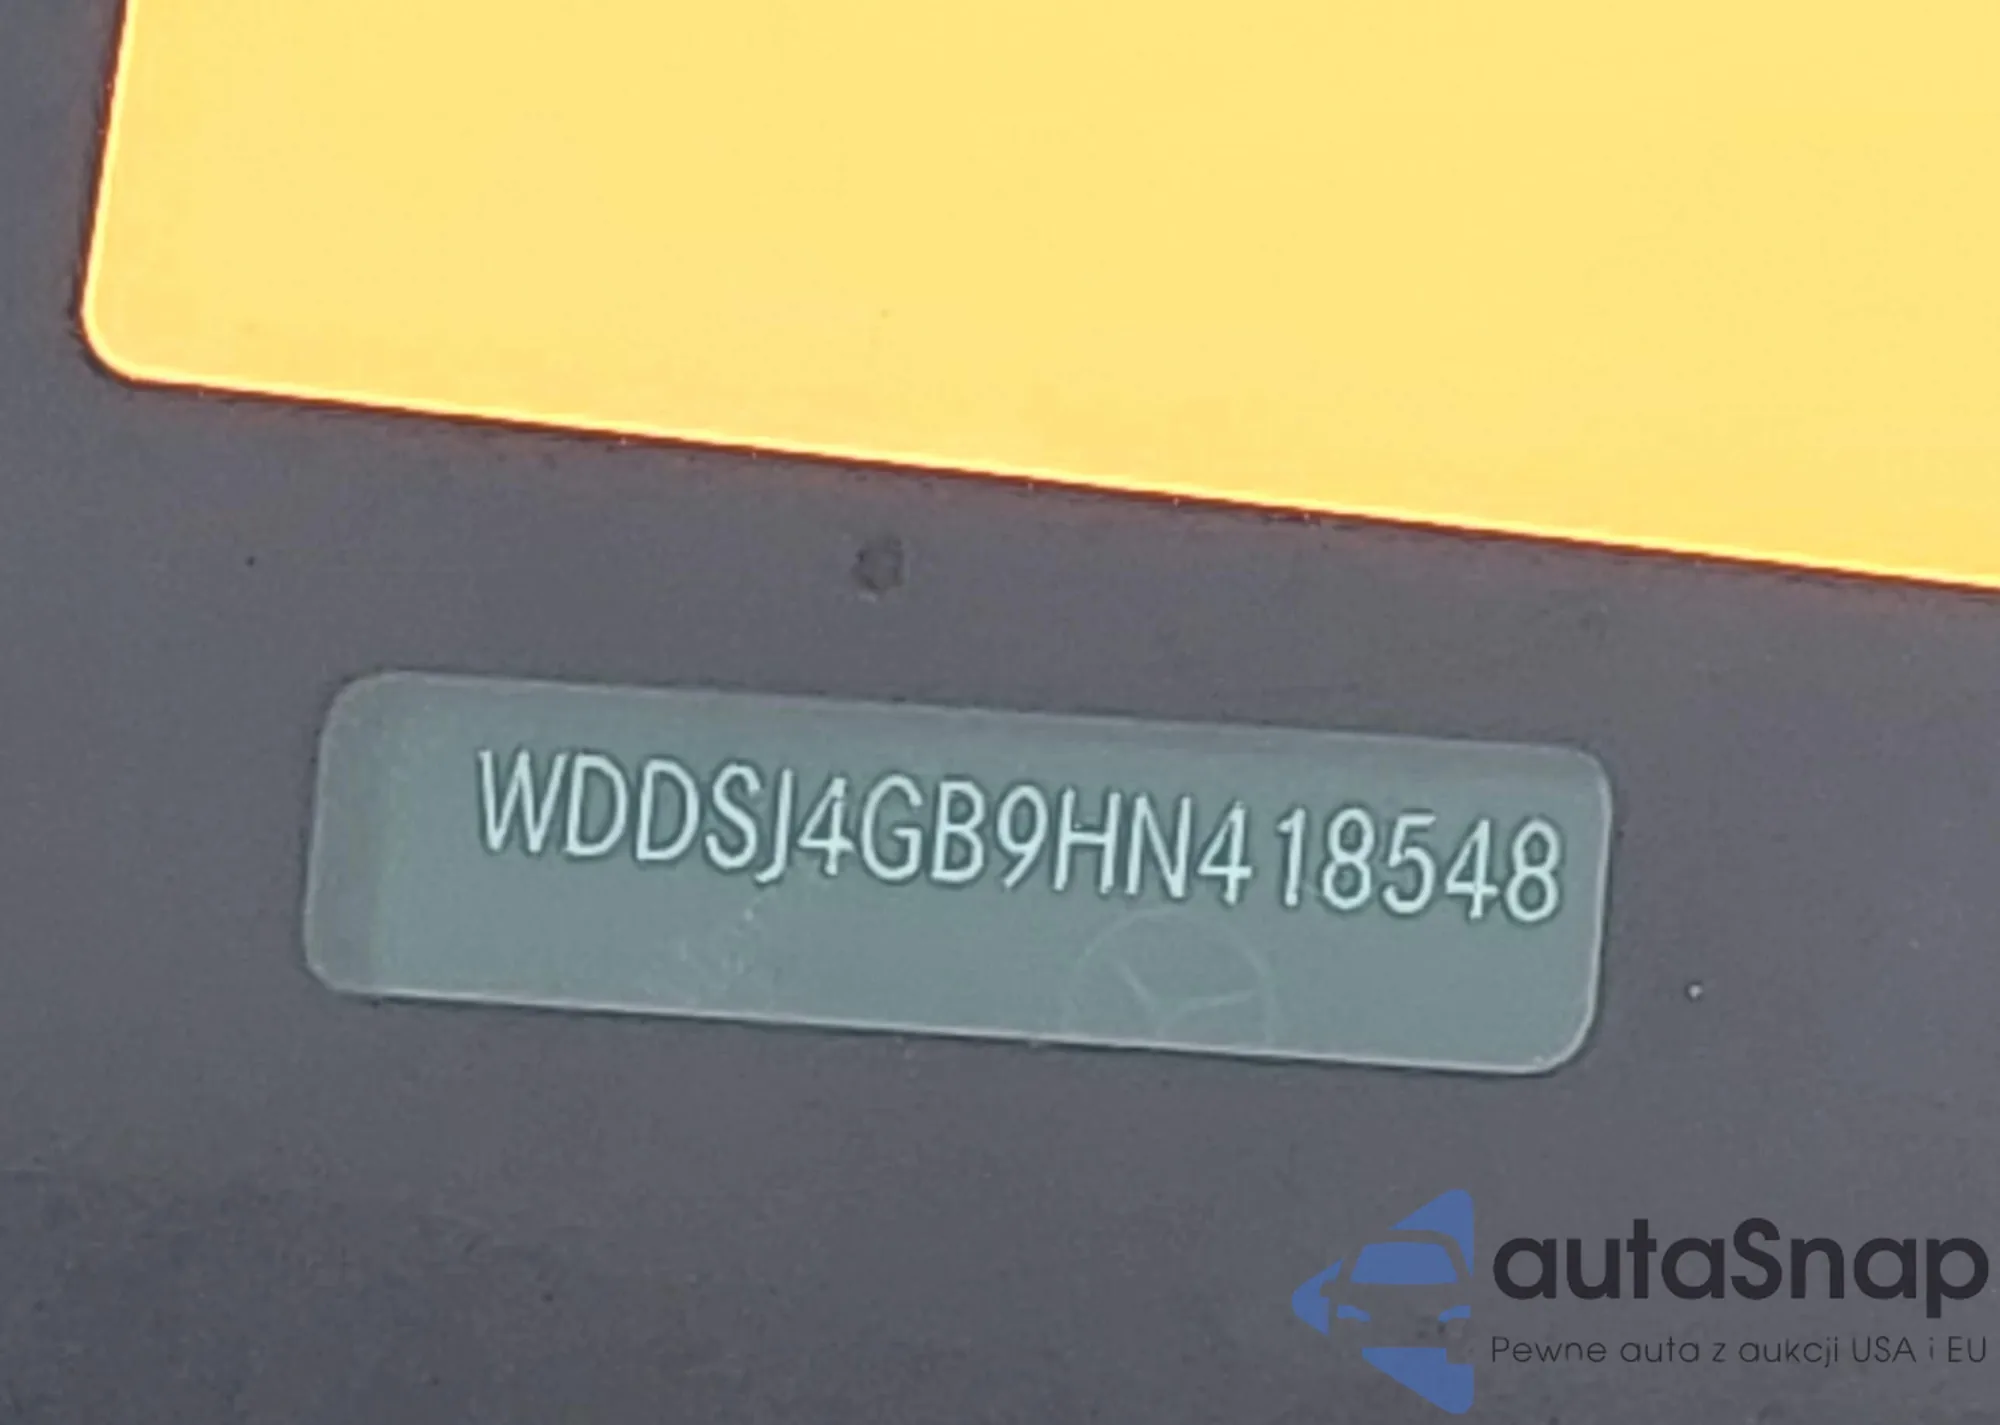 WDDSJ4GB9HN418548
autaSnap
Pewne auta z aukcji USA i EU